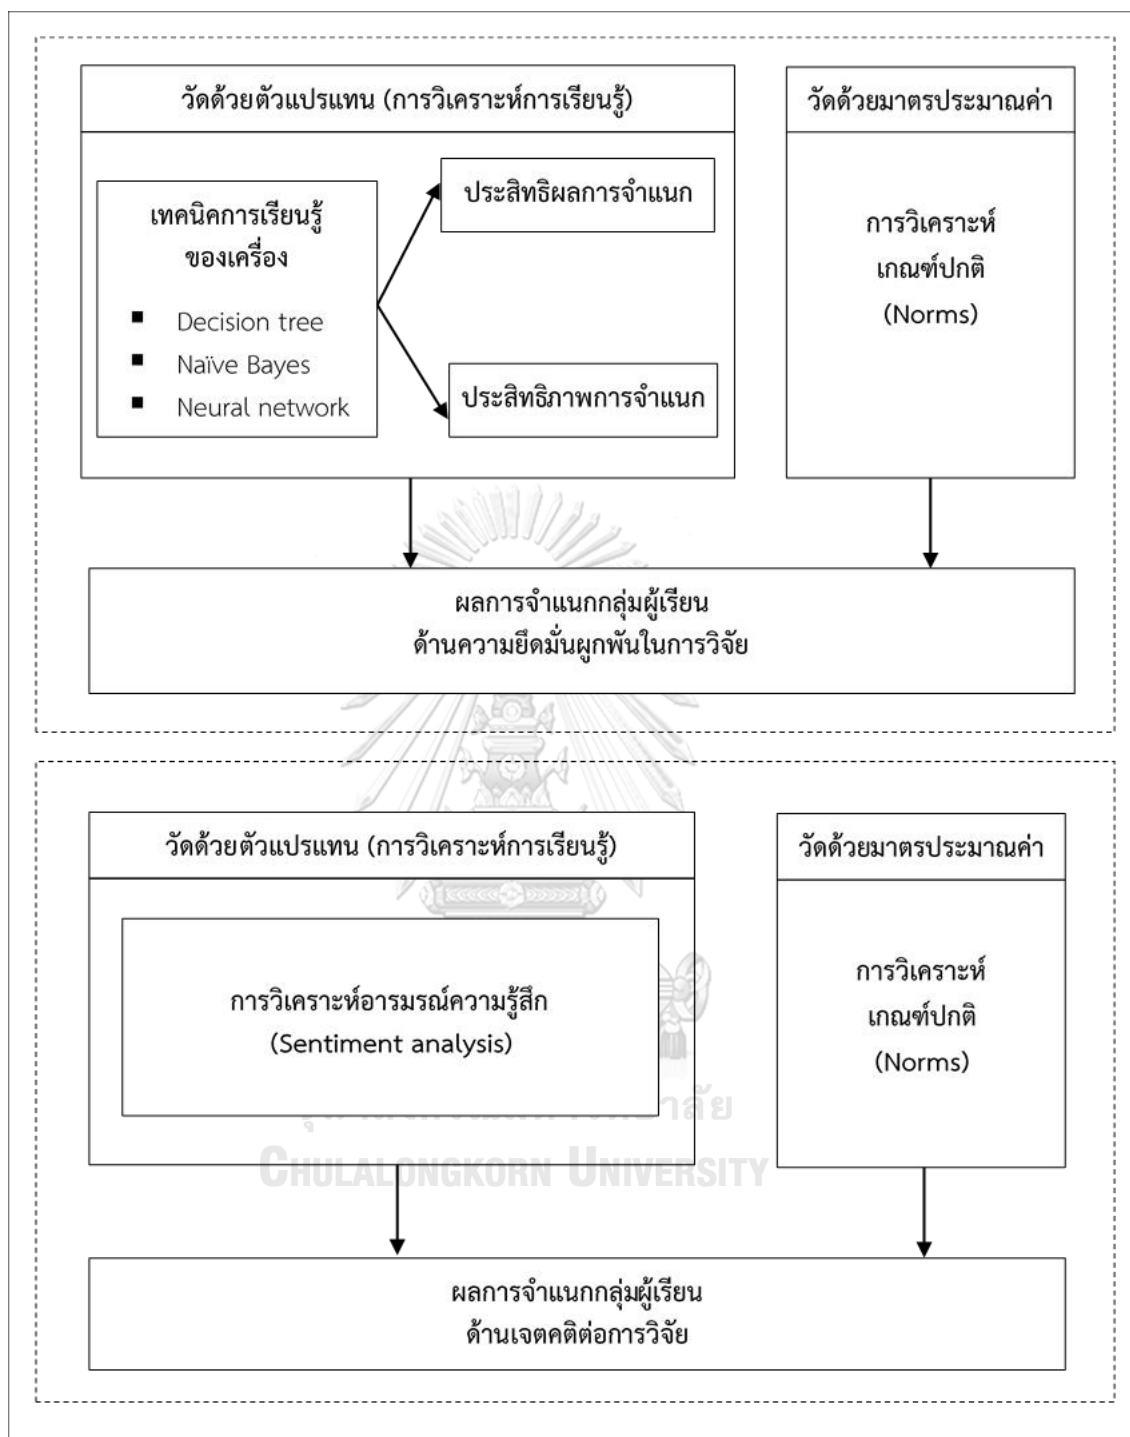 วัดด้วยตัวแปรแทน (การวิเคราะห์การเรียนรู้)
เทคนิคการเรียนรู้
ของเครื่อง
▪ Decision tree
▪ Naïve Bayes
▪ Neural network
ประสิทธิผลการจำแนก
ประสิทธิภาพการจำแนก
วัดด้วยมาตรประมาณค่า
การวิเคราะห์
เกณฑ์ปกติ
(Norms)
ผลการจำแนกกลุ่มผู้เรียน
ด้านความยึดมั่นผูกพันในการวิจัย
วัดด้วยตัวแปรแทน (การวิเคราะห์การเรียนรู้)
การวิเคราะห์อารมรณ์ความรู้สึก
(Sentiment analysis)
วัดด้วยมาตรประมาณค่า
การวิเคราะห์
เกณฑ์ปกติ
(Norms)
CHULALONGKORN UNIVERSITY
ผลการจำแนกกลุ่มผู้เรียน
ด้านเจตคติต่อการวิจัย